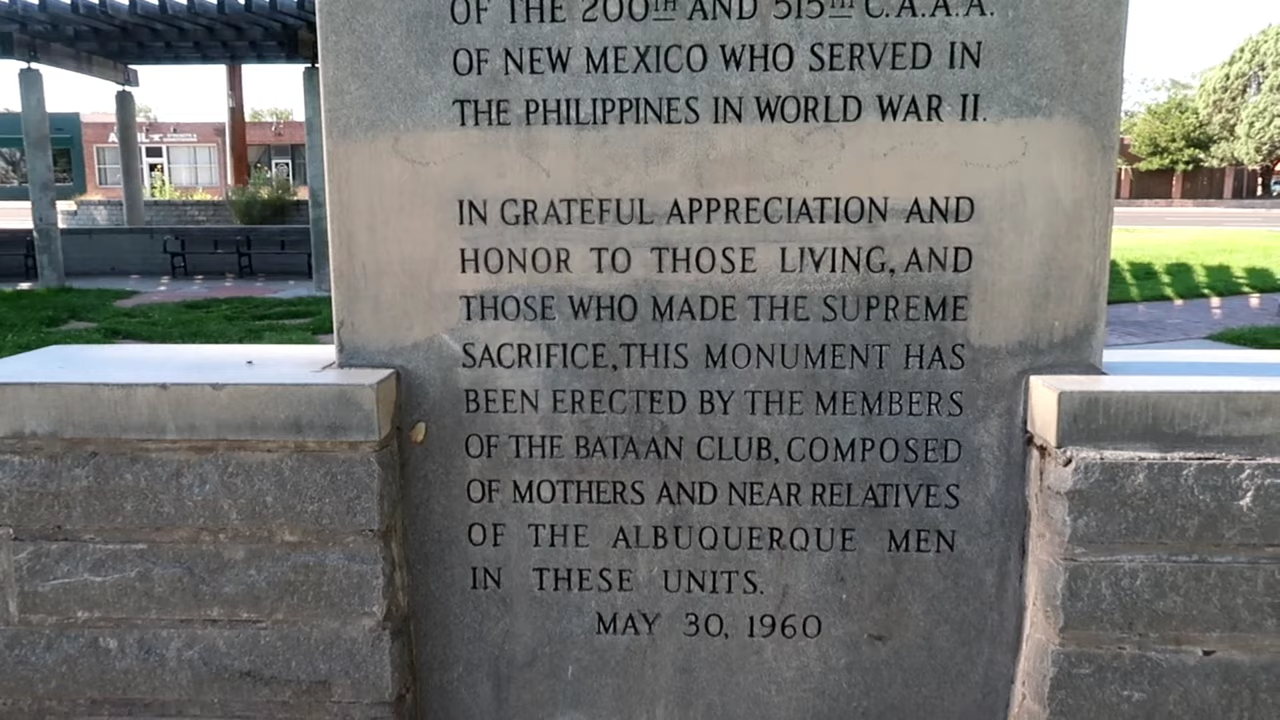 OF THE 200TH AND 515TH C.A.A.A.
OF NEW MEXICO WHO SERVED IN
THE PHILIPPINES IN WORLD WAR II.
IN GRATEFUL APPRECIATION AND
HONOR TO THOSE LIVING, AND
THOSE WHO MADE THE SUPREME
SACRIFICE, THIS MONUMENT HAS
BEEN ERECTED BY THE MEMBERS
OF THE BATAAN CLUB, COMPOSED
OF MOTHERS AND NEAR RELATIVES
OF THE ALBUQUERQUE MEN
IN THESE UNITS.
MAY 30, 1960